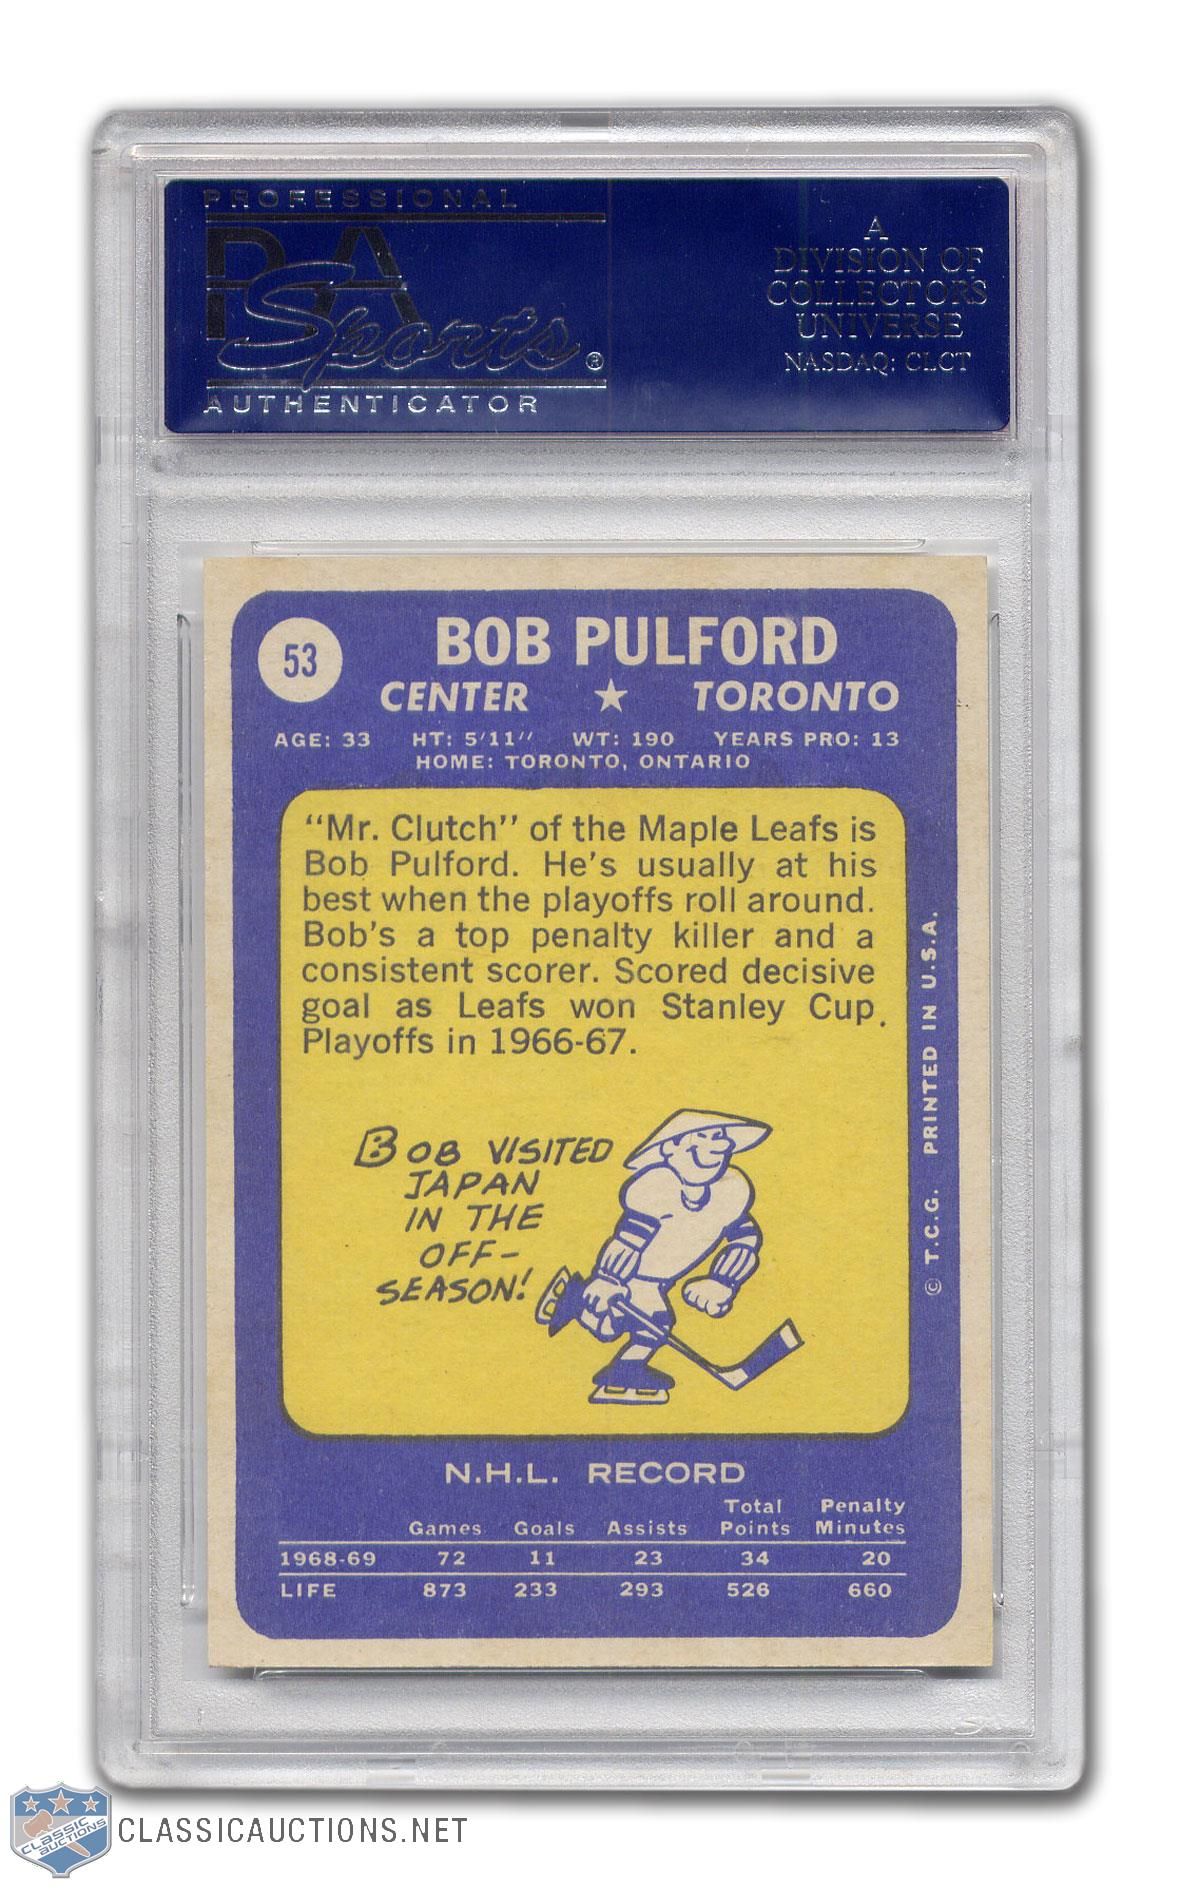 PROFESSIONAL
PSA
Sports®
AUTHENTICATOR
A
DIVISION OF
COLLECTORS
UNIVERSE
NASDAQ: CLCT
53
BOB PULFORD
CENTER ★ TORONTO
AGE: 33 HT: 5'11" WT: 190 YEARS PRO: 13
HOME: TORONTO, ONTARIO
"Mr. Clutch" of the Maple Leafs is
Bob Pulford. He's usually at his
best when the playoffs roll around.
Bob's a top penalty killer and a
consistent scorer. Scored decisive
goal as Leafs won Stanley Cup
Playoffs in 1966-67.
BOB VISITED
JAPAN
IN THE
OFF-
SEASON!
© T.C.G. PRINTED IN U.S.A.
N.H.L. RECORD
Total Penalty
Games Goals Assists Points Minutes
1968-69 72 11 23 34 20
LIFE 873 233 293 526 660
CLASSIC
AUCTIONS
CLASSICAUCTIONS.NET